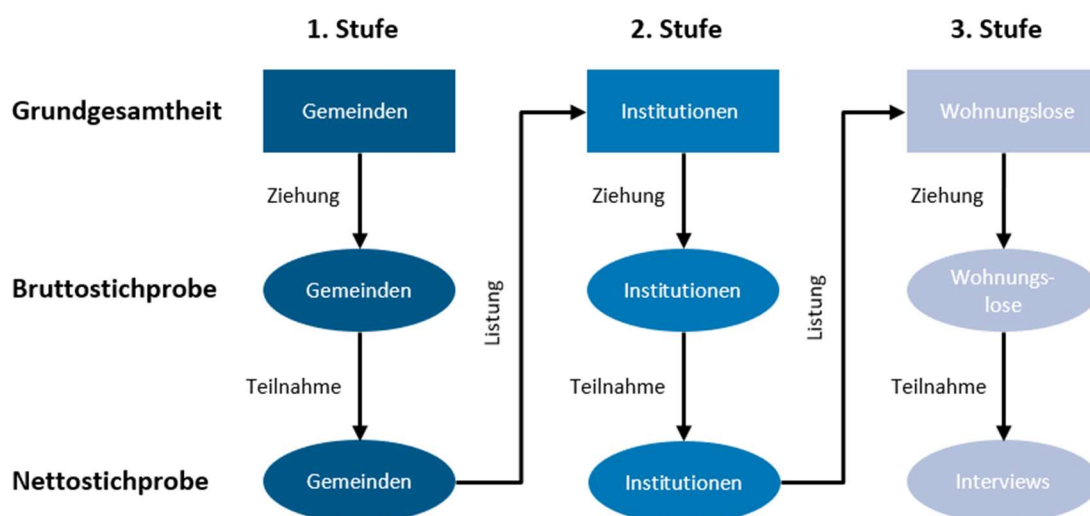 1. Stufe 2. Stufe 3. Stufe
Grundgesamtheit Gemeinden Institutionen Wohnungslose
Ziehung Ziehung Ziehung
Bruttostichprobe Gemeinden Institutionen Wohnungs-
lose
Listung Listung
Teilnahme Teilnahme Teilnahme
Nettostichprobe Gemeinden Institutionen Interviews